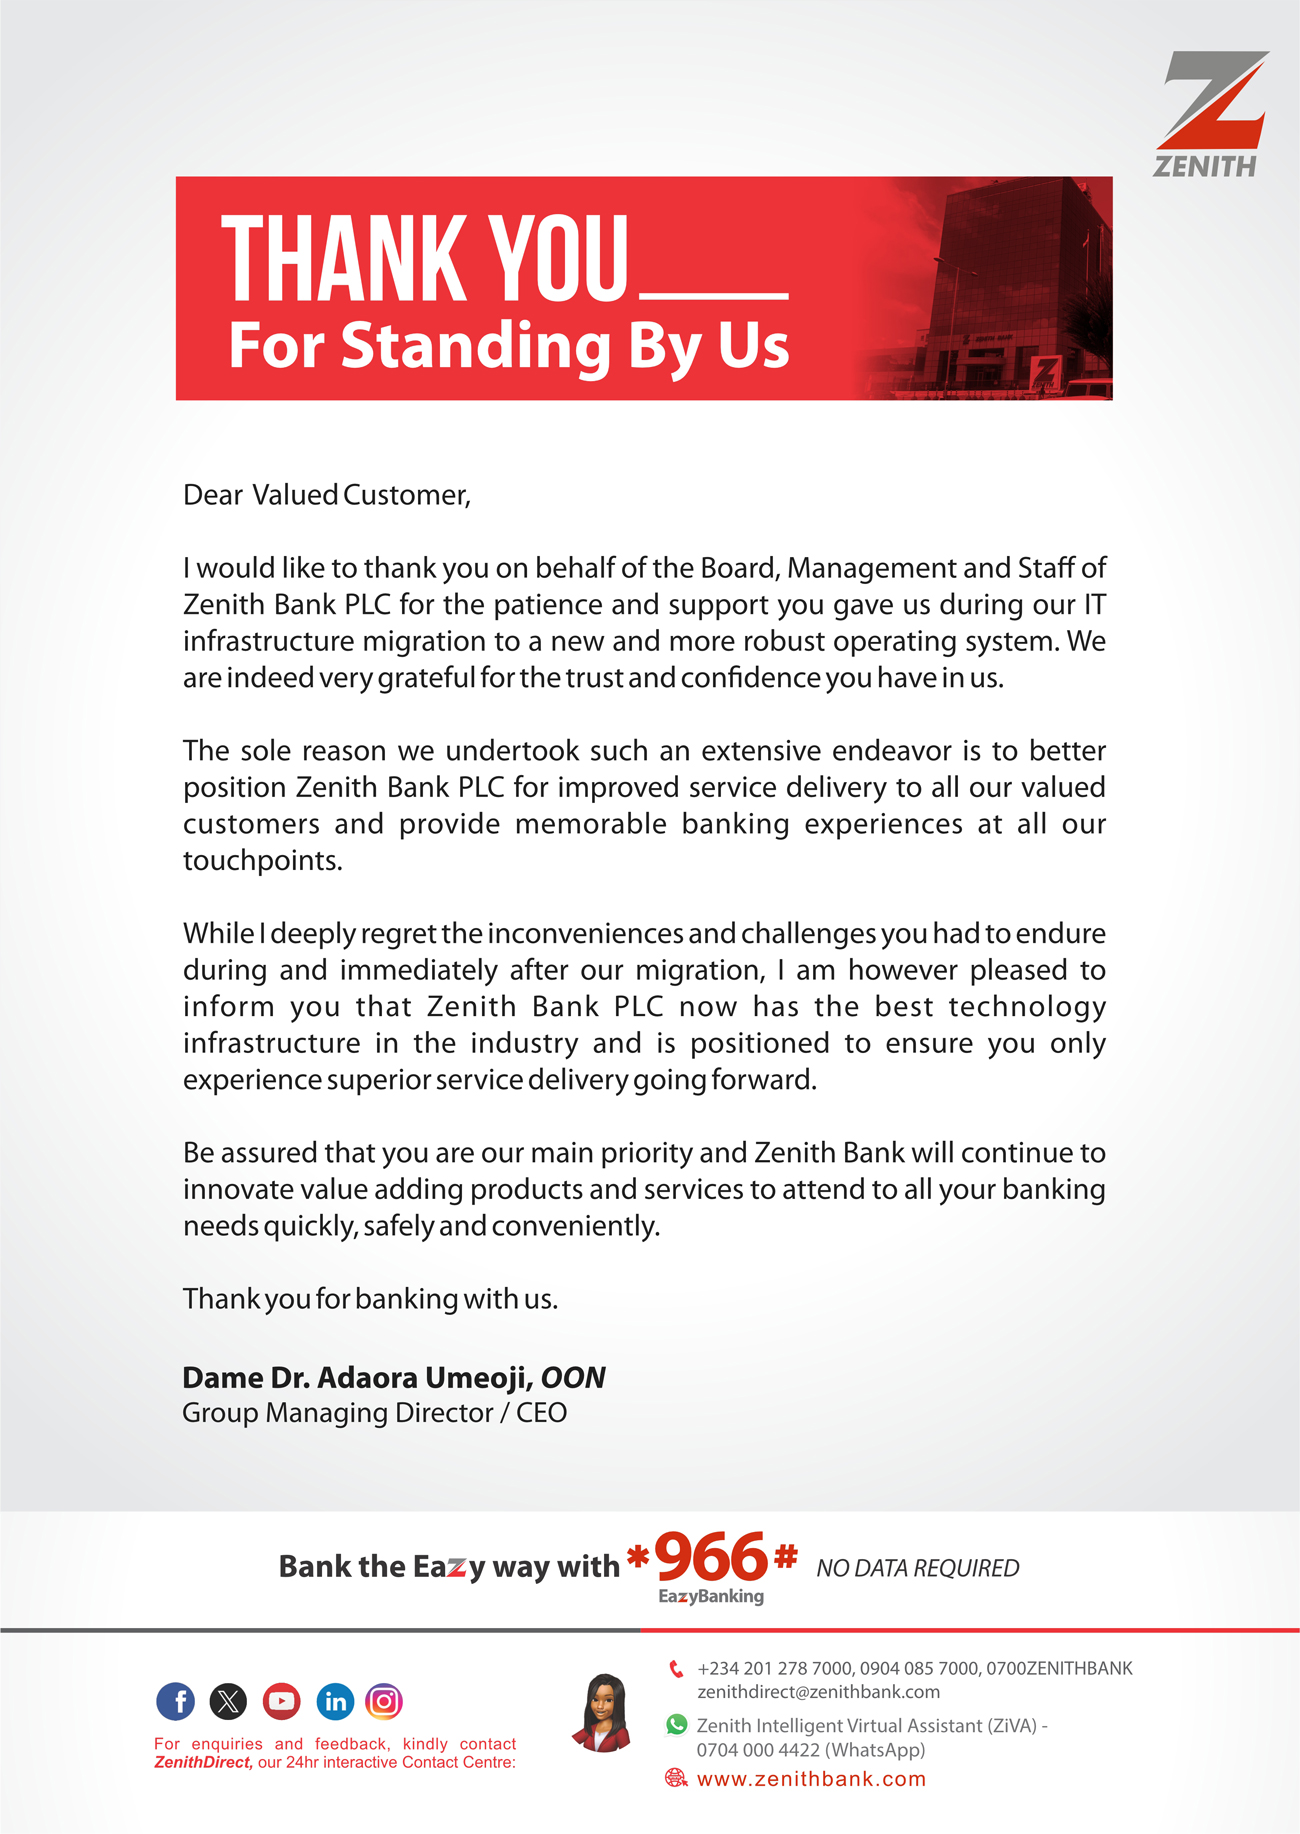 ZENITH
THANK YOU
For Standing By Us
ZENITH BANK
Dear Valued Customer,
I would like to thank you on behalf of the Board, Management and Staff of
Zenith Bank PLC for the patience and support you gave us during our IT
infrastructure migration to a new and more robust operating system. We
are indeed very grateful for the trust and confidence you have in us.
The sole reason we undertook such an extensive endeavor is to better
position Zenith Bank PLC for improved service delivery to all our valued
customers and provide memorable banking experiences at all our
touchpoints.
While I deeply regret the inconveniences and challenges you had to endure
during and immediately after our migration, I am however pleased to
inform you that Zenith Bank PLC now has the best technology
infrastructure in the industry and is positioned to ensure you only
experience superior service delivery going forward.
Be assured that you are our main priority and Zenith Bank will continue to
innovate value adding products and services to attend to all your banking
needs quickly, safely and conveniently.
Thank you for banking with us.
Dame Dr. Adaora Umeoji, OON
Group Managing Director / CEO
Bank the Eazy way with *966# NO DATA REQUIRED
EazyBanking
For enquiries and feedback, kindly contact
ZenithDirect, our 24hr interactive Contact Centre:
+234 201 278 7000, 0904 085 7000, 0700ZENITHBANK
zenithdirect@zenithbank.com
Zenith Intelligent Virtual Assistant (ZiVA) -
0704 000 4422 (WhatsApp)
www.zenithbank.com